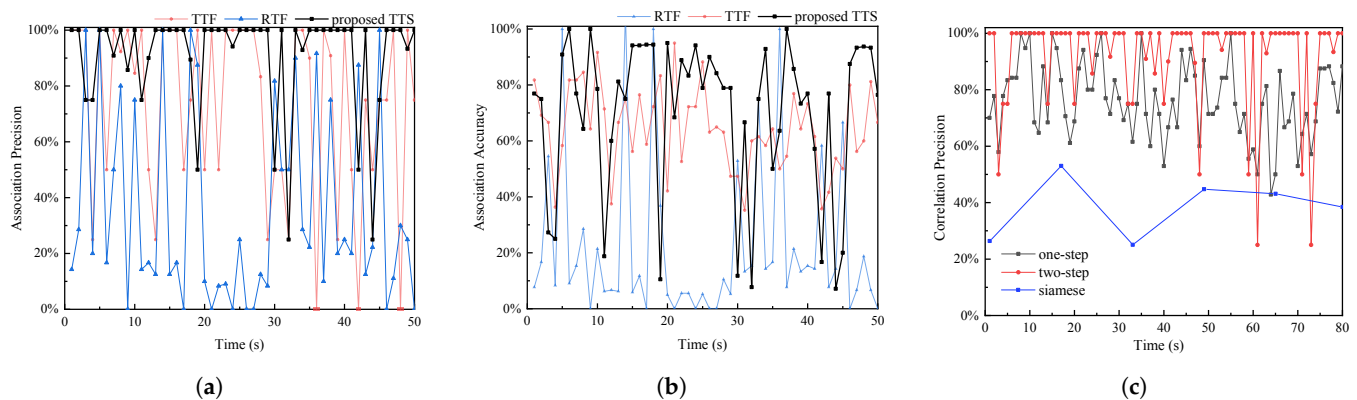 TTF RTF proposed TTS
Association Precision
100%
80%
60%
40%
20%
0%
0 10 20 30 40 50
Time (s)
(a)
RTF TTF proposed TTS
Association Accuracy
100%
80%
60%
40%
20%
0%
0 10 20 30 40 50
Time (s)
(b)
Correlation Precision
100%
80%
60%
40%
20%
0%
one-step
two-step
siamese
0 10 20 30 40 50 60 70 80
Time (s)
(c)